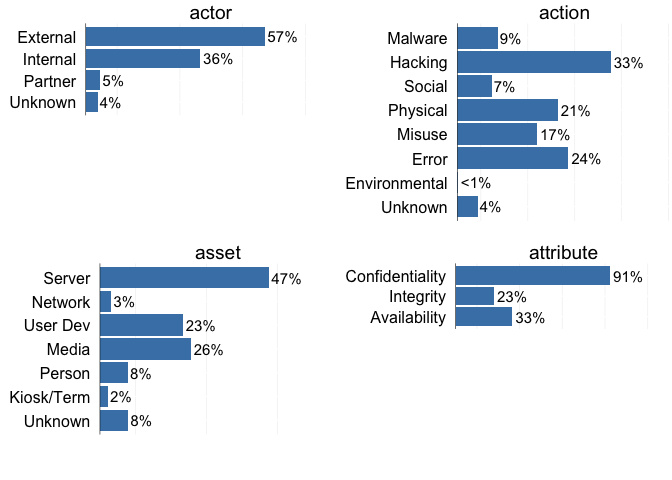 actor
External 57%
Internal 36%
Partner 5%
Unknown 4%
action
Malware 9%
Hacking 33%
Social 7%
Physical 21%
Misuse 17%
Error 24%
Environmental <1%
Unknown 4%
asset
Server 47%
Network 3%
User Dev 23%
Media 26%
Person 8%
Kiosk/Term 2%
Unknown 8%
attribute
Confidentiality 91%
Integrity 23%
Availability 33%